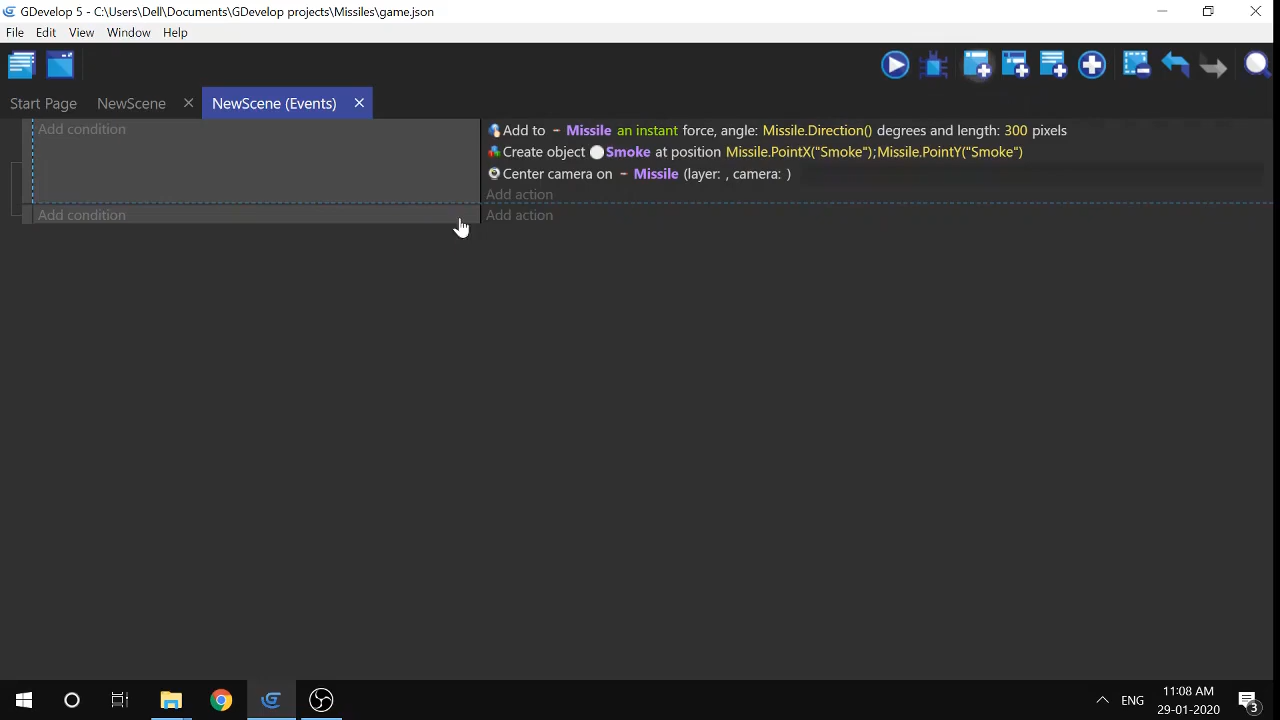 GDevelop 5 - C:\Users\Dell\Documents\GDevelop projects\Missiles\game.json
File Edit View Window Help
Start Page NewScene NewScene (Events)
Add condition
Add to Missile an instant force, angle: Missile.Direction() degrees and length: 300 pixels
Create object Smoke at position Missile.PointX("Smoke");Missile.PointY("Smoke")
Center camera on Missile (layer: , camera: )
Add action
Add condition
Add action
ENG
11:08 AM
29-01-2020
3